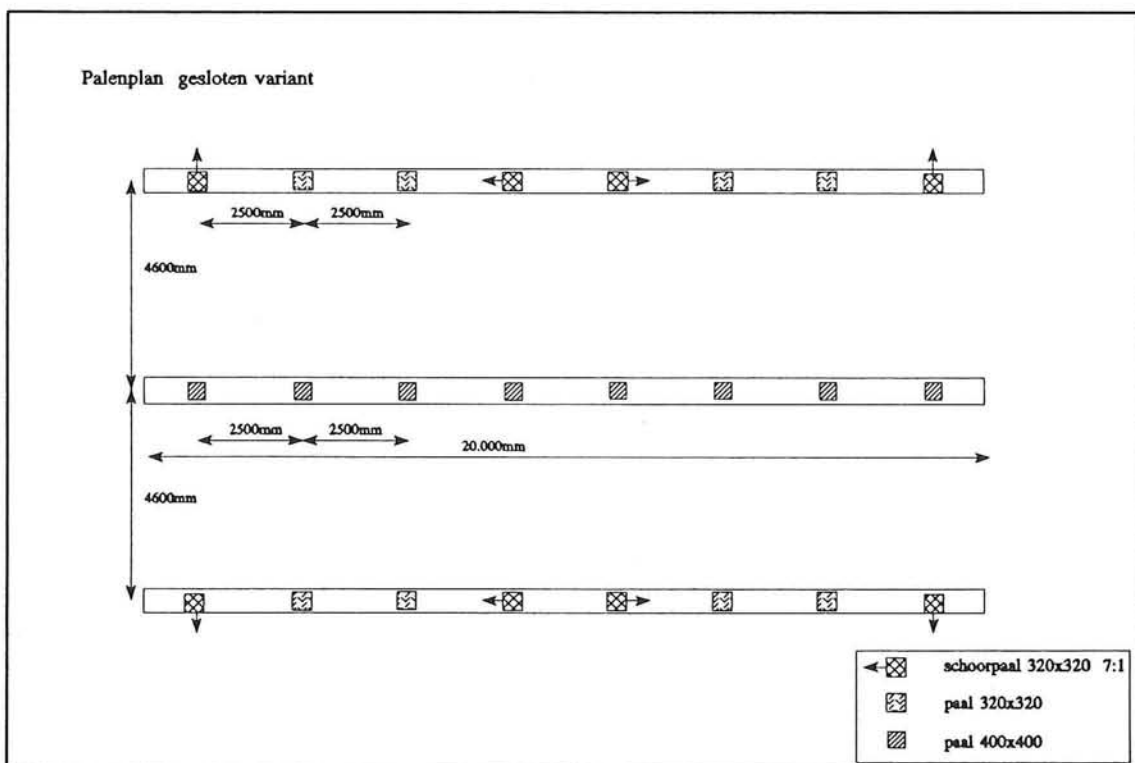 Palenplan gesloten variant
2500mm 2500mm
4600mm
2500mm 2500mm
20.000mm
4600mm
schoorpaal 320x320 7:1
paal 320x320
paal 400x400